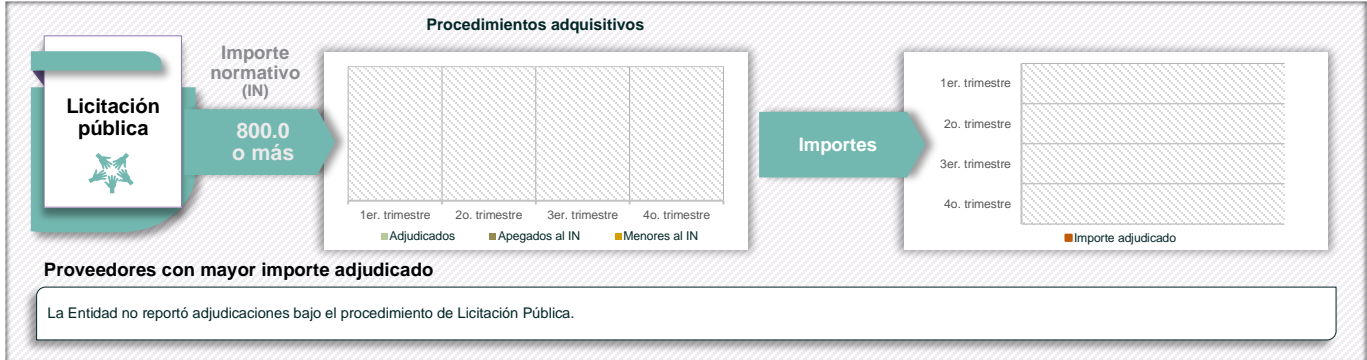 Procedimientos adquisitivos
Licitación
pública
Importe
normativo
(IN)
800.0
o más
1er. trimestre
2o. trimestre
3er. trimestre
4o. trimestre
Adjudicados
Apegados al IN
Menores al IN
Importes
1er. trimestre
2o. trimestre
3er. trimestre
4o. trimestre
Importe adjudicado
Proveedores con mayor importe adjudicado
La Entidad no reportó adjudicaciones bajo el procedimiento de Licitación Pública.